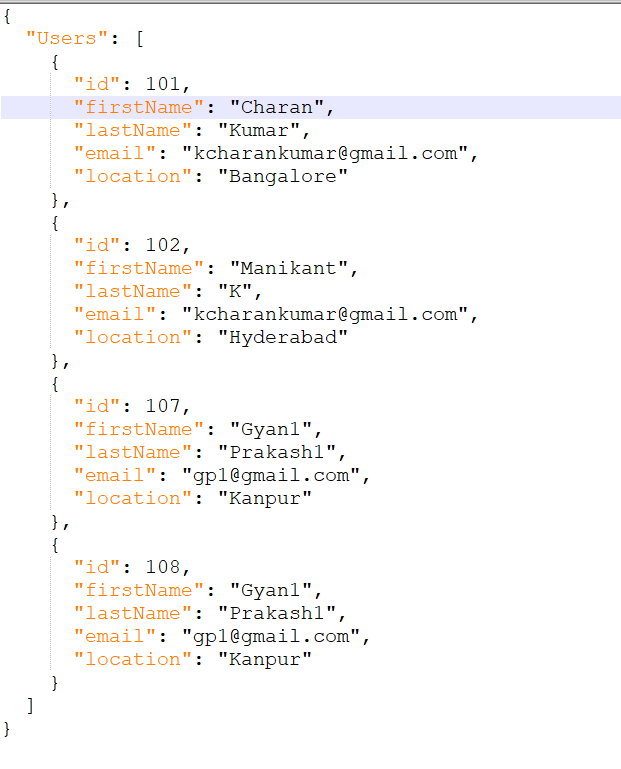 {
  "Users": [
    {
      "id": 101,
      "firstName": "Charan",
      "lastName": "Kumar",
      "email": "kcharankumar@gmail.com",
      "location": "Bangalore"
    },
    {
      "id": 102,
      "firstName": "Manikant",
      "lastName": "K",
      "email": "kcharankumar@gmail.com",
      "location": "Hyderabad"
    },
    {
      "id": 107,
      "firstName": "Gyan1",
      "lastName": "Prakash1",
      "email": "gp1@gmail.com",
      "location": "Kanpur"
    },
    {
      "id": 108,
      "firstName": "Gyan1",
      "lastName": "Prakash1",
      "email": "gp1@gmail.com",
      "location": "Kanpur"
    }
  ]
}